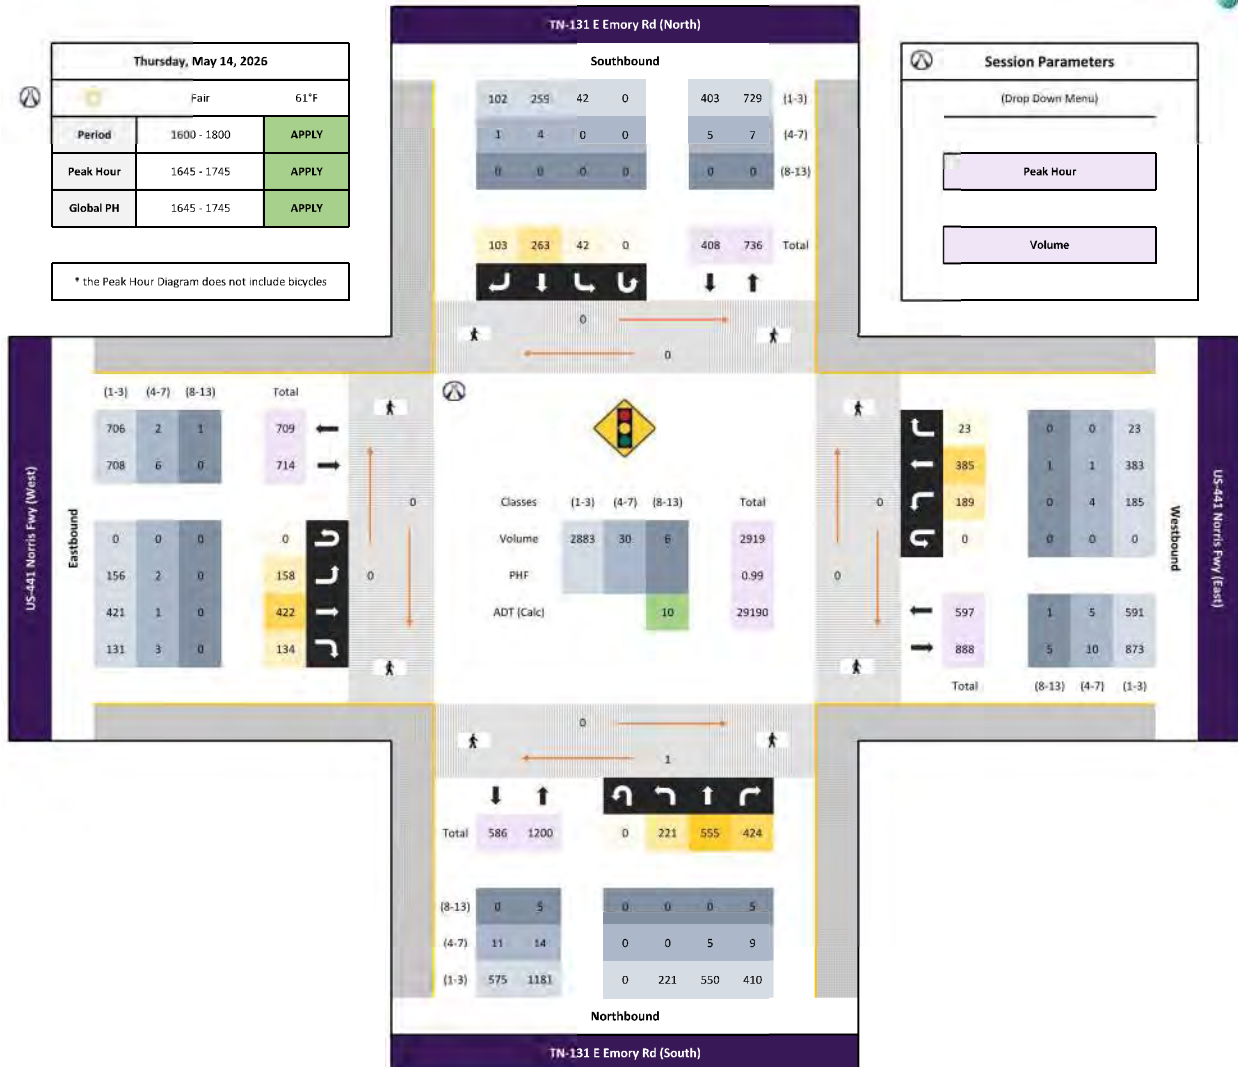 TN-131 E Emory Rd (North)
Thursday, May 14, 2026
Fair 61°F
Period 1600 - 1800 APPLY
Peak Hour 1645 - 1745 APPLY
Global PH 1645 - 1745 APPLY
* the Peak Hour Diagram does not include bicycles
Southbound
102 259 42 0 403 729 (1-3)
1 4 0 0 5 7 (4-7)
0 0 0 0 0 0 (8-13)
103 263 42 0 408 736 Total
Session Parameters
(Drop Down Menu)
Peak Hour
Volume
0
0
US-441 Norris Fwy (West)
Eastbound
(1-3) (4-7) (8-13) Total
706 2 1 709
708 6 0 714
0 0 0 0
156 2 0 158
421 1 0 422
131 3 0 134
0
0
Classes (1-3) (4-7) (8-13) Total
Volume 2883 30 6 2919
PHF 0.99
ADT (Calc) 10 29190
0
0
23 0 0 23
385 1 1 383
189 0 4 185
0 0 0 0
597 1 5 591
888 5 10 873
Total (8-13) (4-7) (1-3)
Westbound
US-441 Norris Fwy (East)
0
1
Total 586 1200 0 221 555 424
(8-13) 0 5 0 0 0 5
(4-7) 11 14 0 0 5 9
(1-3) 575 1181 0 221 550 410
Northbound
TN-131 E Emory Rd (South)